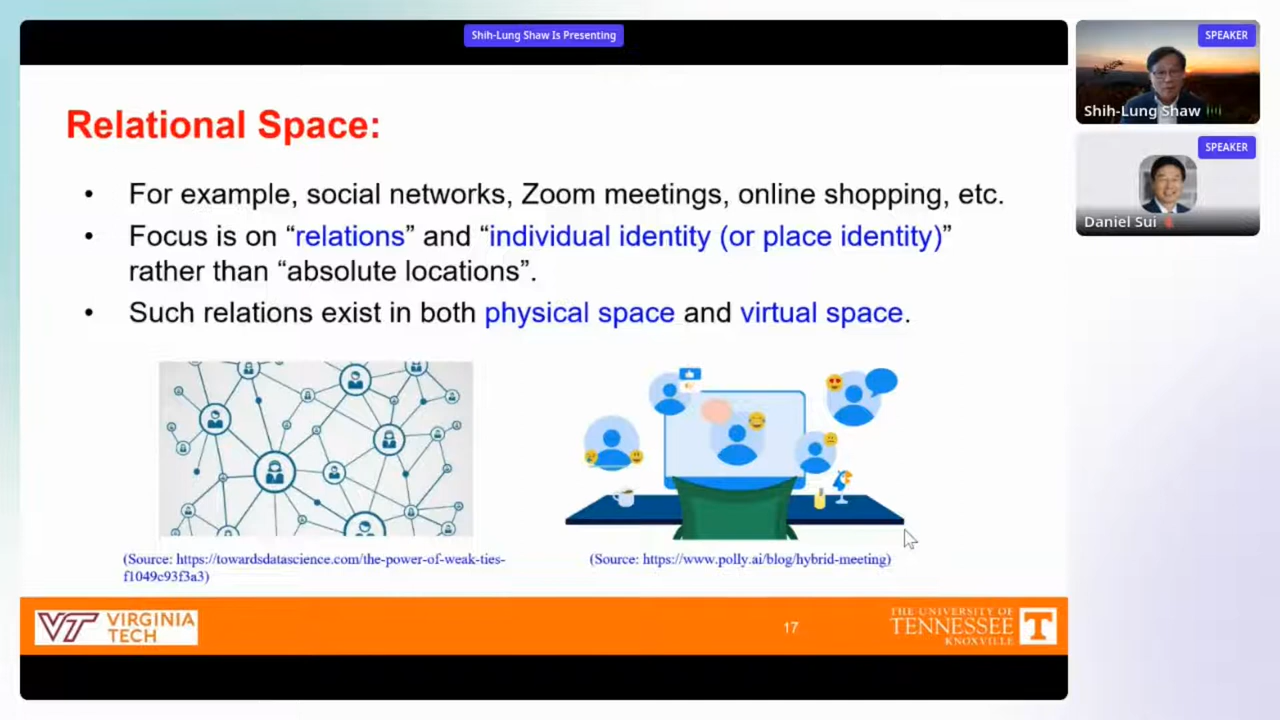 Shih-Lung Shaw Is Presenting
SPEAKER
Shih-Lung Shaw
SPEAKER
Daniel Sui
Relational Space:
• For example, social networks, Zoom meetings, online shopping, etc.
• Focus is on “relations” and “individual identity (or place identity)”
rather than “absolute locations”.
• Such relations exist in both physical space and virtual space.
(Source: https://towardsdatascience.com/the-power-of-weak-ties-
f1049c93f3a3)
(Source: https://www.polly.ai/blog/hybrid-meeting)
VT VIRGINIA
TECH
17
THE UNIVERSITY OF
TENNESSEE
KNOXVILLE
T